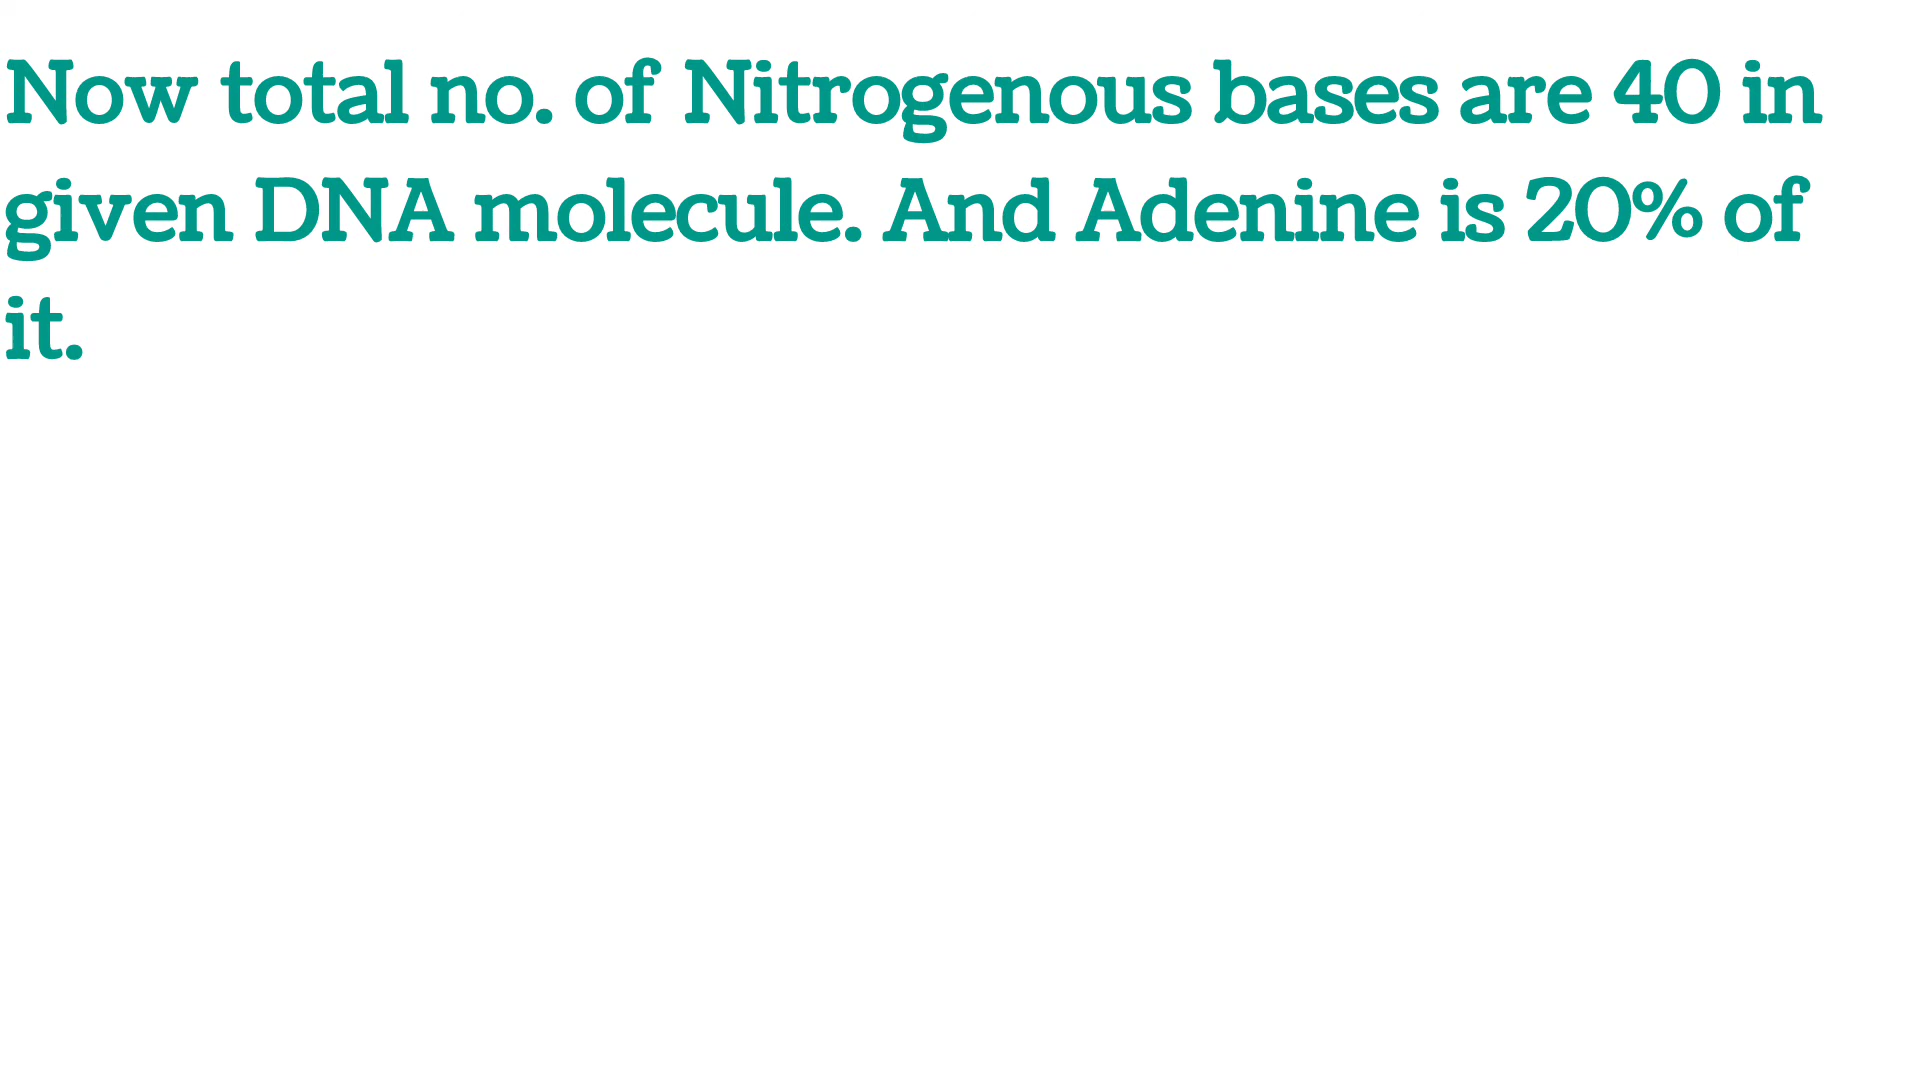 Now total no. of Nitrogenous bases are 40 in
given DNA molecule. And Adenine is 20% of
it.